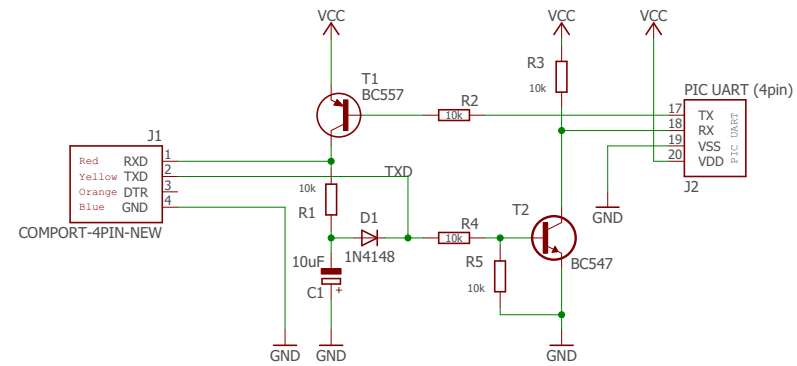 VCC
VCC
VCC
T1
BC557
R3
10k
R2
10k
PIC UART (4pin)
17
18
19
20
TX
RX
VSS
VDD
PIC UART
J2
J1
Red
Yellow
Orange
Blue
RXD
TXD
DTR
GND
1
2
3
4
COMPORT-4PIN-NEW
TXD
10k
R1
D1
1N4148
R4
10k
T2
BC547
R5
10k
GND
10uF
C1
+
GND
GND
GND